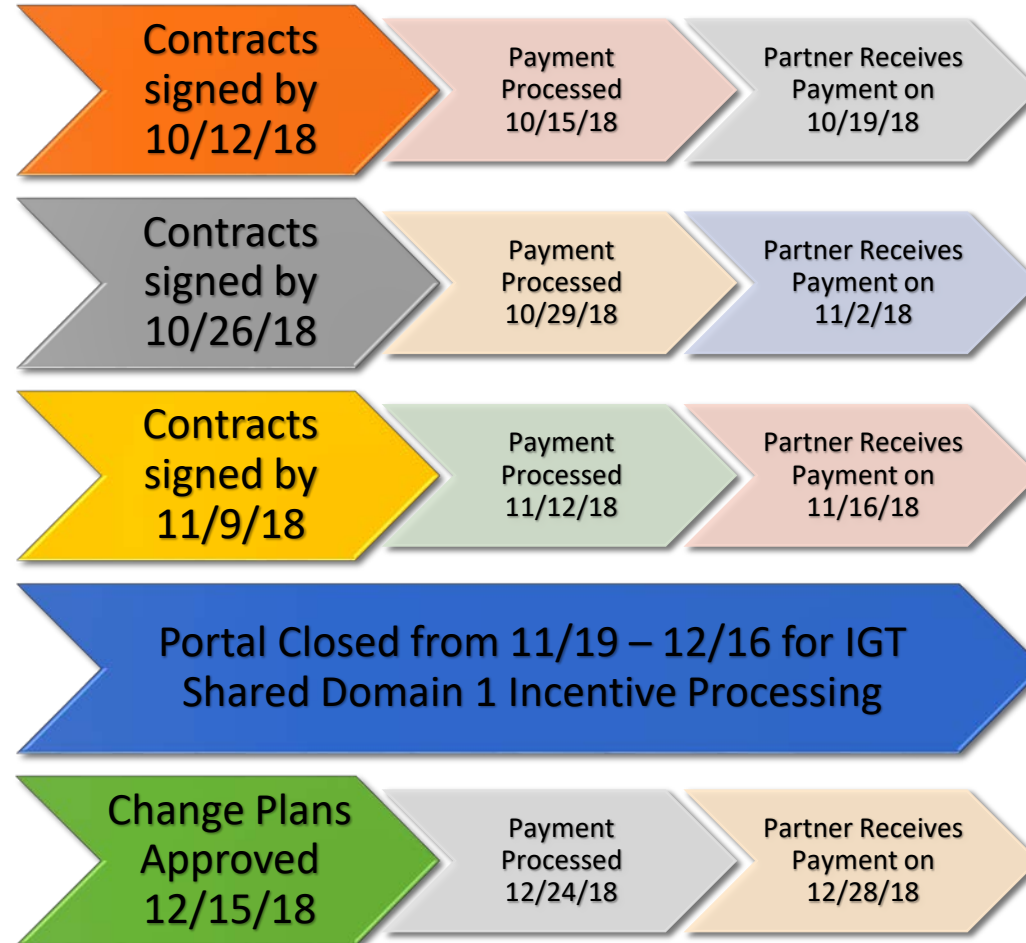 Contracts
signed by
10/12/18
Payment
Processed
10/15/18
Partner Receives
Payment on
10/19/18
Contracts
signed by
10/26/18
Payment
Processed
10/29/18
Partner Receives
Payment on
11/2/18
Contracts
signed by
11/9/18
Payment
Processed
11/12/18
Partner Receives
Payment on
11/16/18
Portal Closed from 11/19 – 12/16 for IGT
Shared Domain 1 Incentive Processing
Change Plans
Approved
12/15/18
Payment
Processed
12/24/18
Partner Receives
Payment on
12/28/18